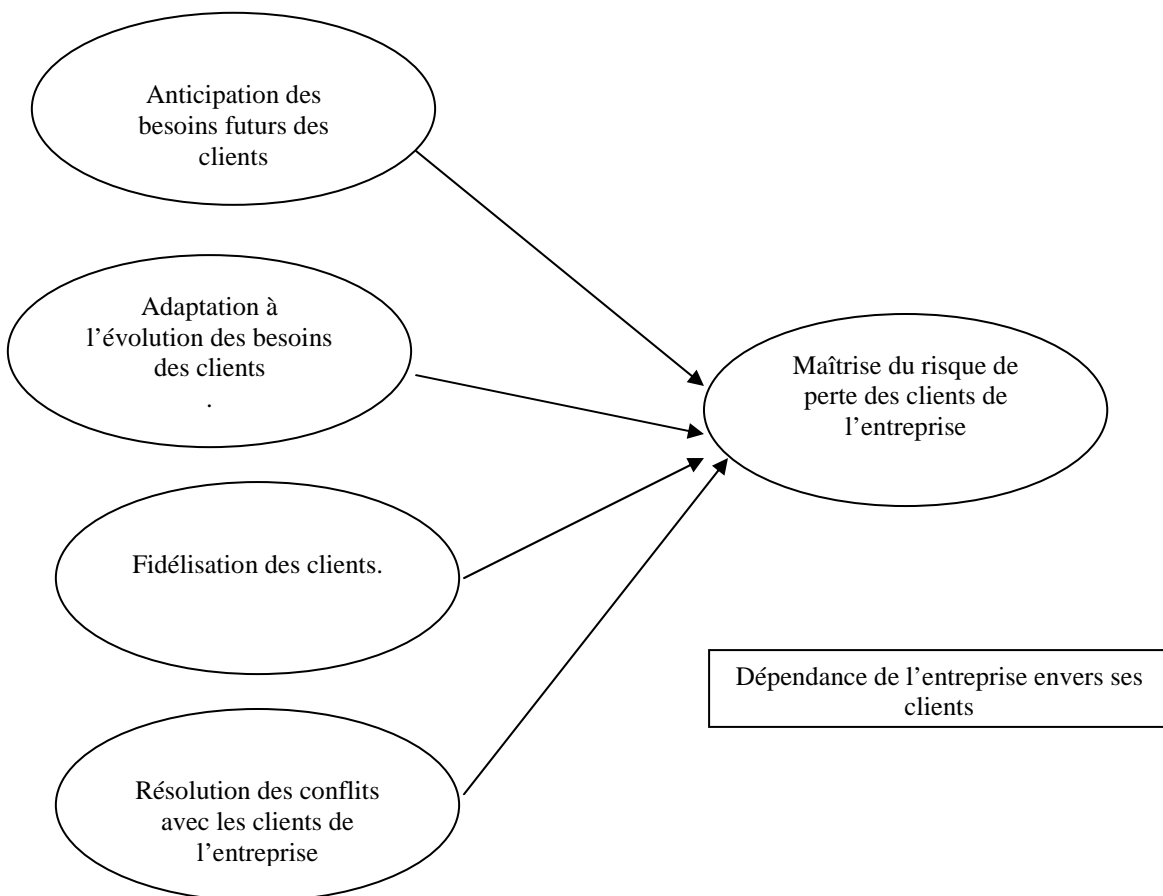 Anticipation des
besoins futurs des
clients
Adaptation à
l’évolution des besoins
des clients
.
Maîtrise du risque de
perte des clients de
l’entreprise
Fidélisation des clients.
Dépendance de l’entreprise envers ses
clients
Résolution des conflits
avec les clients de
l’entreprise